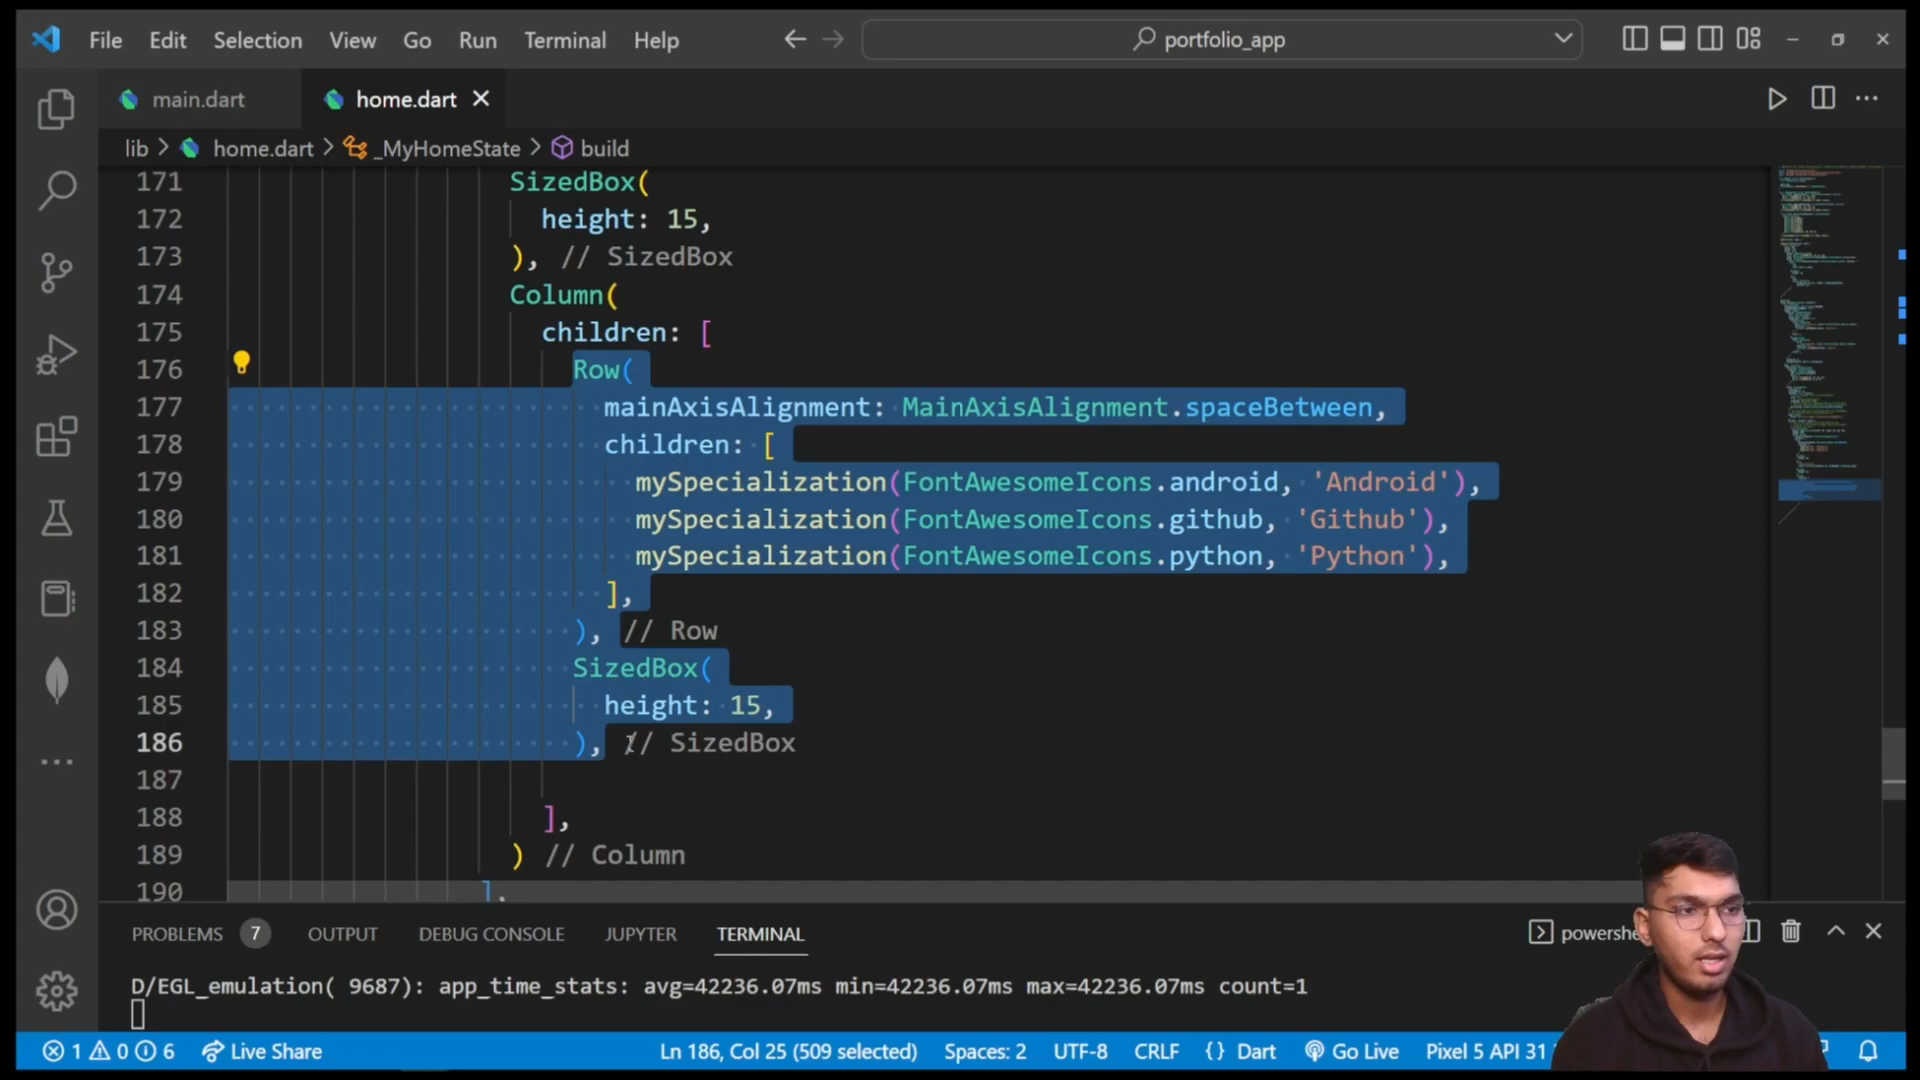 File Edit Selection View Go Run Terminal Help portfolio_app
main.dart home.dart
lib > home.dart > _MyHomeState > build
171 SizedBox(
172 height: 15,
173 ), // SizedBox
174 Column(
175 children: [
176 Row(
177 mainAxisAlignment: MainAxisAlignment.spaceBetween,
178 children: [
179 mySpecialization(FontAwesomeIcons.android, 'Android'),
180 mySpecialization(FontAwesomeIcons.github, 'Github'),
181 mySpecialization(FontAwesomeIcons.python, 'Python'),
182 ],
183 ), // Row
184 SizedBox(
185 height: 15,
186 ), // SizedBox
187
188 ],
189 ) // Column
190 ],
PROBLEMS 7 OUTPUT DEBUG CONSOLE JUPYTER TERMINAL powershe
D/EGL_emulation( 9687): app_time_stats: avg=42236.07ms min=42236.07ms max=42236.07ms count=1
1 0 6 Live Share Ln 186, Col 25 (509 selected) Spaces: 2 UTF-8 CRLF {} Dart Go Live Pixel 5 API 31